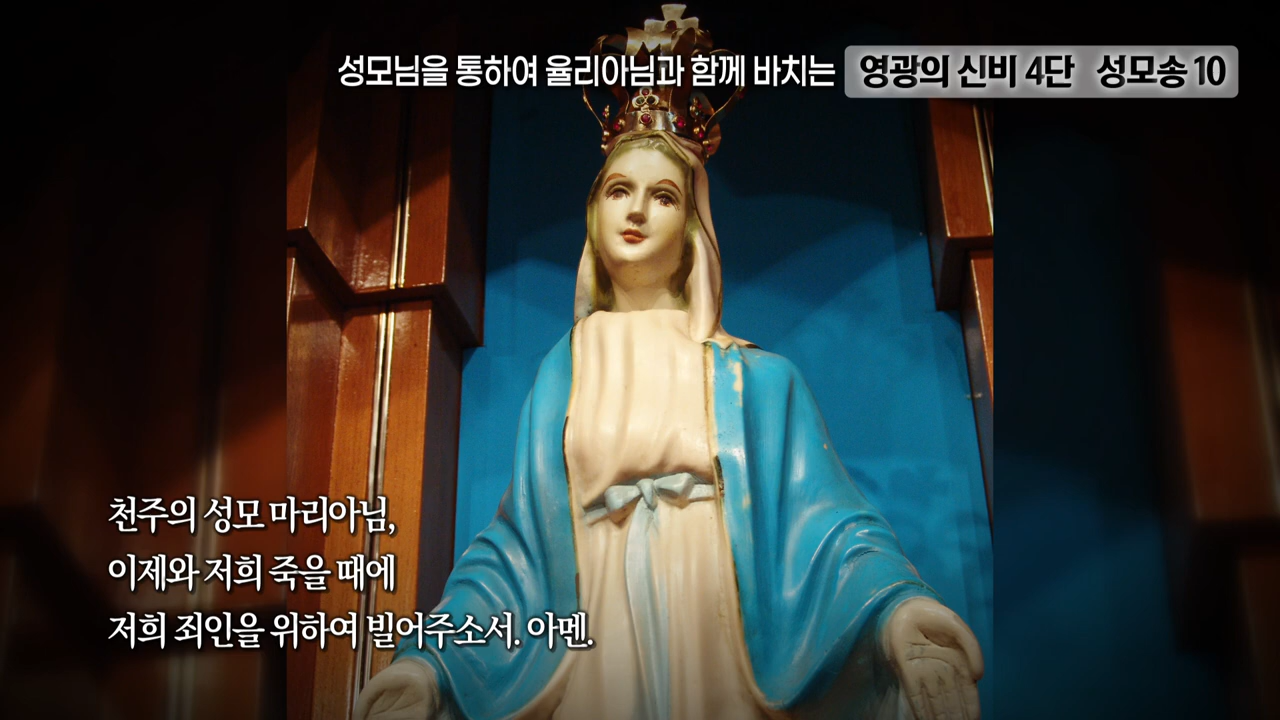 성모님을 통하여 율리아님과 함께 바치는 영광의 신비 4단 성모송 10
천주의 성모 마리아님,
이제와 저희 죽을 때에
저희 죄인을 위하여 빌어주소서. 아멘.